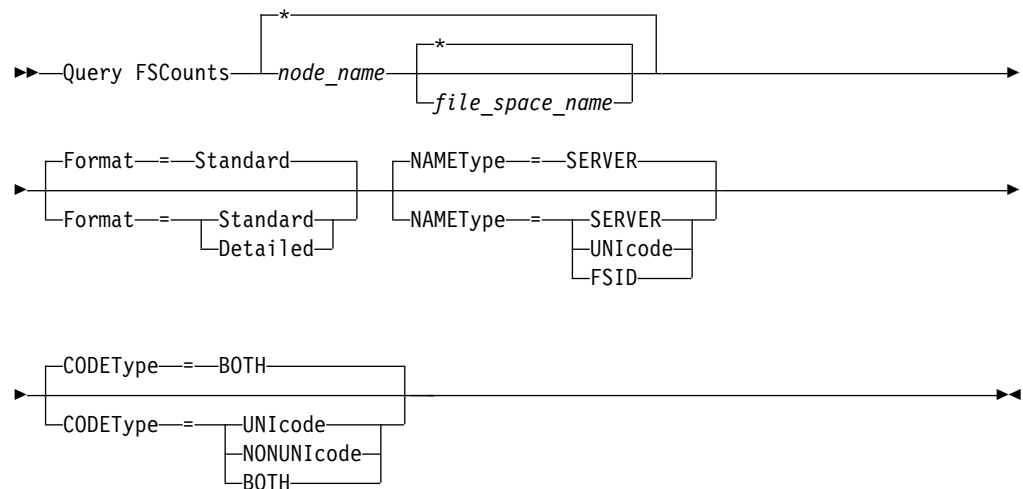 *
*
Query FSCounts node_name
file_space_name
Format = Standard NAMEType = SERVER
Format = Standard NAMEType = SERVER
Detailed UNIcode
FSID
CODEType = BOTH
CODEType = UNIcode
NONUNIcode
BOTH